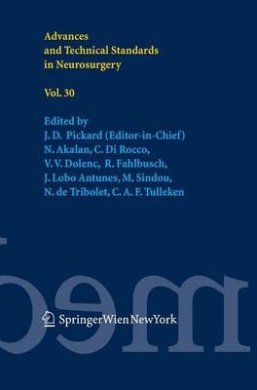 Advances
and Technical Standards
in Neurosurgery
Vol. 30
Edited by
J. D. Pickard (Editor-in-Chief)
N. Akalan, C. Di Rocco,
V. V. Dolenc, R. Fahlbusch,
J. Lobo Antunes, M. Sindou,
N. de Tribolet, C. A. F. Tulleken
med
SpringerWienNewYork